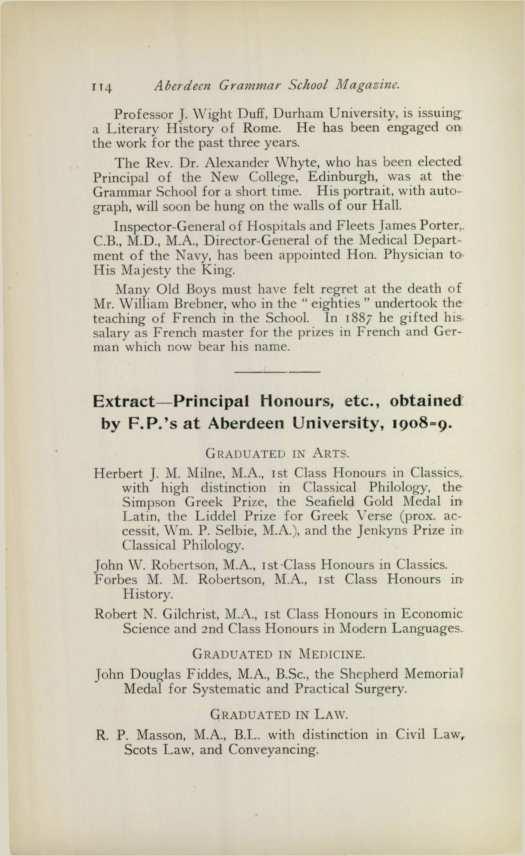 114 Aberdeen Grammar School Magazine.
Professor J. Wight Duff, Durham University, is issuing
a Literary History of Rome. He has been engaged on
the work for the past three years.
The Rev. Dr. Alexander Whyte, who has been elected
Principal of the New College, Edinburgh, was at the
Grammar School for a short time. His portrait, with auto-
graph, will soon be hung on the walls of our Hall.
Inspector-General of Hospitals and Fleets James Porter,
C.B., M.D., M.A., Director-General of the Medical Depart-
ment of the Navy, has been appointed Hon. Physician to
His Majesty the King.
Many Old Boys must have felt regret at the death of
Mr. William Brebner, who in the "eighties" undertook the
teaching of French in the School. In 1887 he gifted his
salary as French master for the prizes in French and Ger-
man which now bear his name.
Extract—Principal Honours, etc., obtained
by F.P.'s at Aberdeen University, 1908-9.
GRADUATED IN ARTS.
Herbert J. M. Milne, M.A., 1st Class Honours in Classics,
with high distinction in Classical Philology, the
Simpson Greek Prize, the Seafield Gold Medal in
Latin, the Liddel Prize for Greek Verse (prox. ac-
cessit, Wm. P. Selbie, M.A.), and the Jenkyns Prize in
Classical Philology.
John W. Robertson, M.A., 1st Class Honours in Classics.
Forbes M. M. Robertson, M.A., 1st Class Honours in
History.
Robert N. Gilchrist, M.A., 1st Class Honours in Economic
Science and 2nd Class Honours in Modern Languages.
GRADUATED IN MEDICINE.
John Douglas Fiddes, M.A., B.Sc., the Shepherd Memorial
Medal for Systematic and Practical Surgery.
GRADUATED IN LAW.
R. P. Masson, M.A., B.L. with distinction in Civil Law,
Scots Law, and Conveyancing.